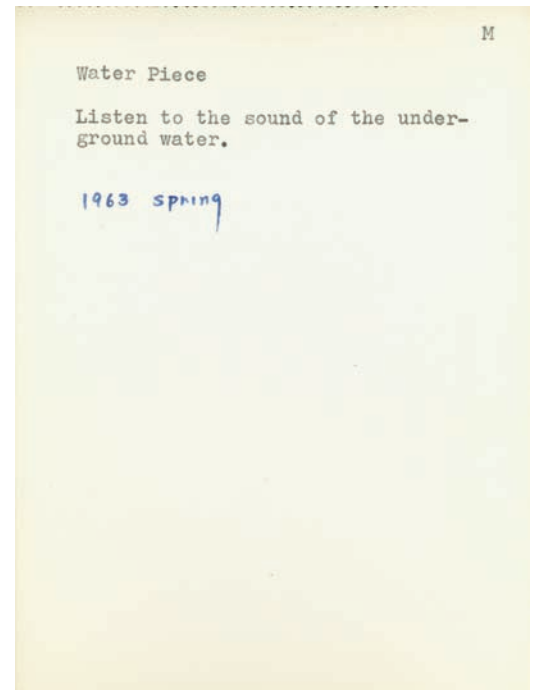 M
Water Piece
Listen to the sound of the under-
ground water.
1963 spring